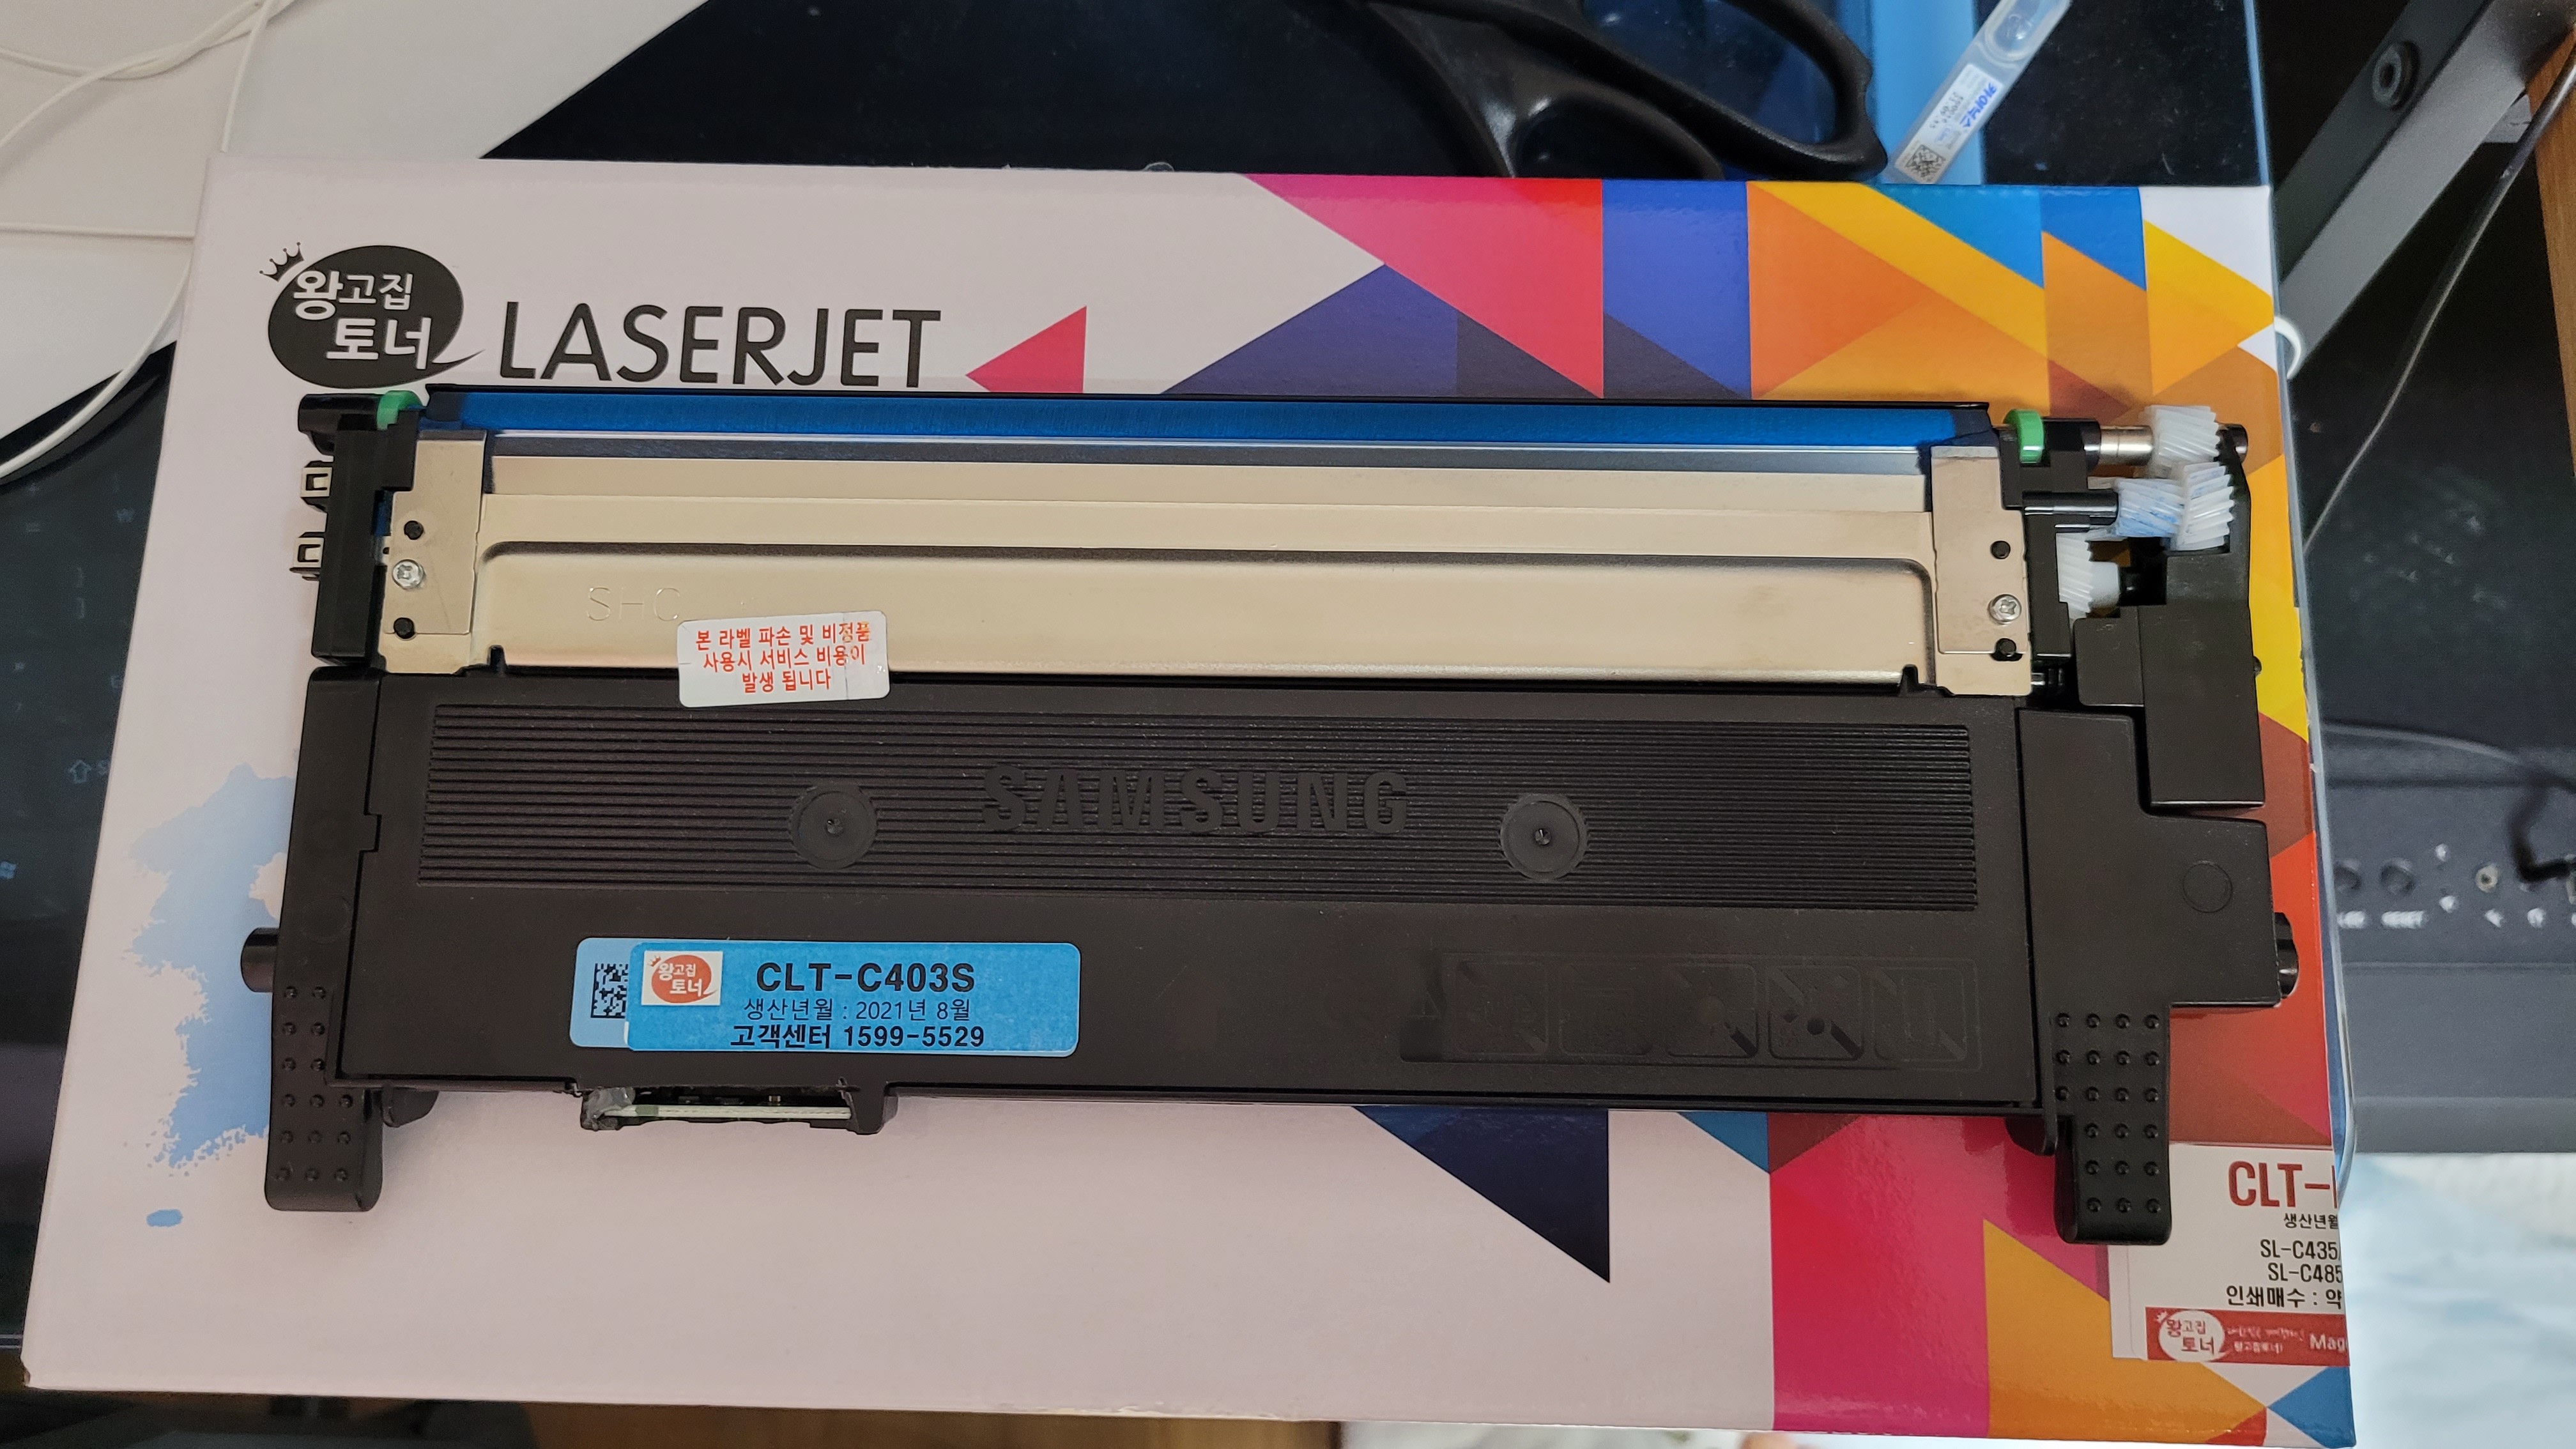 왕고집
토너
LASERJET
SHC
본 라벨 파손 및 비정품
사용시 서비스 비용이
발생 됩니다
SAMSUNG
왕고집
토너
CLT-C403S
생산년월 : 2021년 8월
고객센터 1599-5529
CLT-
생산년월
SL-C435
SL-C485
인쇄매수 : 약
왕고집
토너
Mag